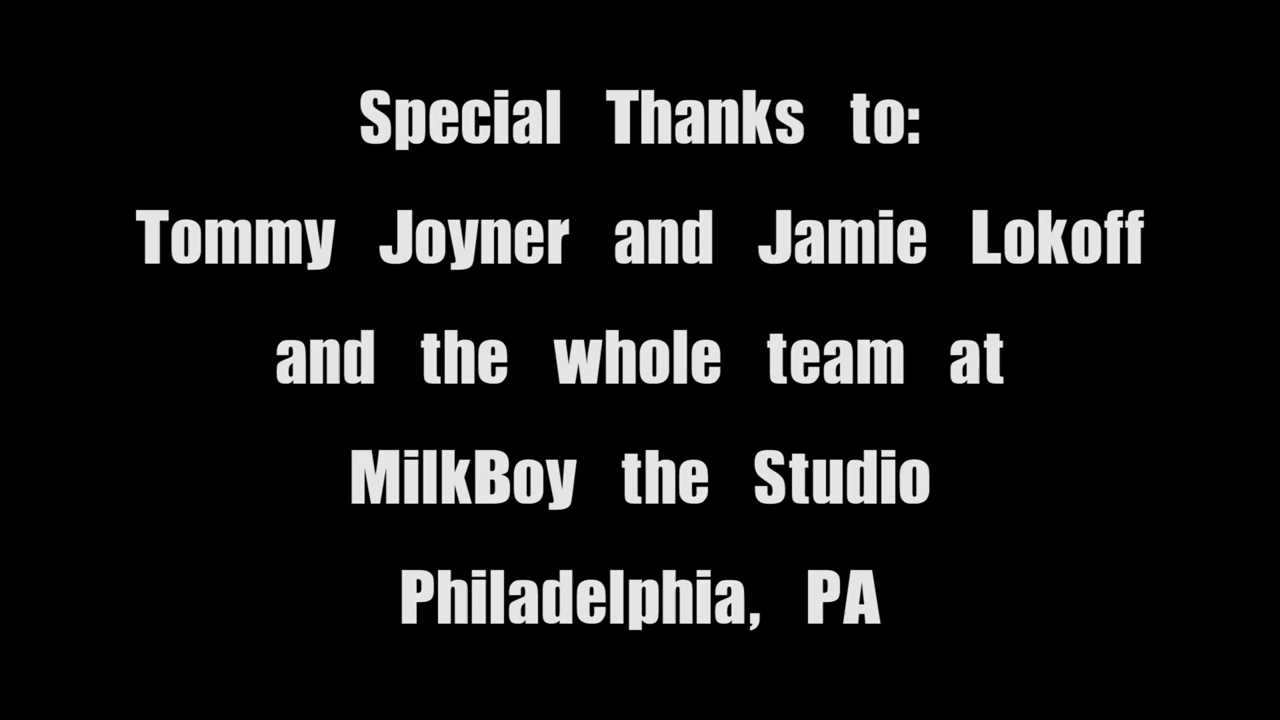 Special Thanks to:
Tommy Joyner and Jamie Lokoff
and the whole team at
MilkBoy the Studio
Philadelphia, PA